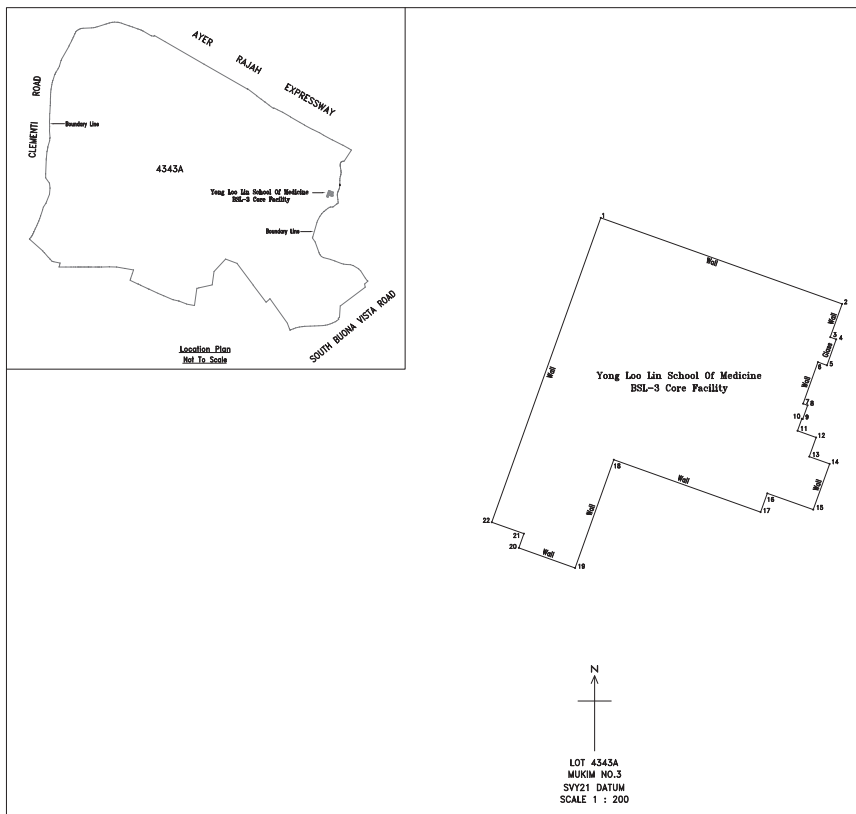 AYER RAJAH EXPRESSWAY
CLEMENTI ROAD
Boundary Line
4343A
Yong Loo Lin School Of Medicine
BSL-3 Core Facility
Boundary Line
SOUTH BUONA VISTA ROAD
Location Plan
Not To Scale
1
Wall
2
Wall
3
4
Glass
5
6
Wall
Yong Loo Lin School Of Medicine
BSL-3 Core Facility
Wall
7
8
10
9
11
12
13
14
Wall
15
16
17
Wall
18
Wall
19
Wall
20
21
22
N
LOT 4343A
MUKIM NO.3
SVY21 DATUM
SCALE 1 : 200